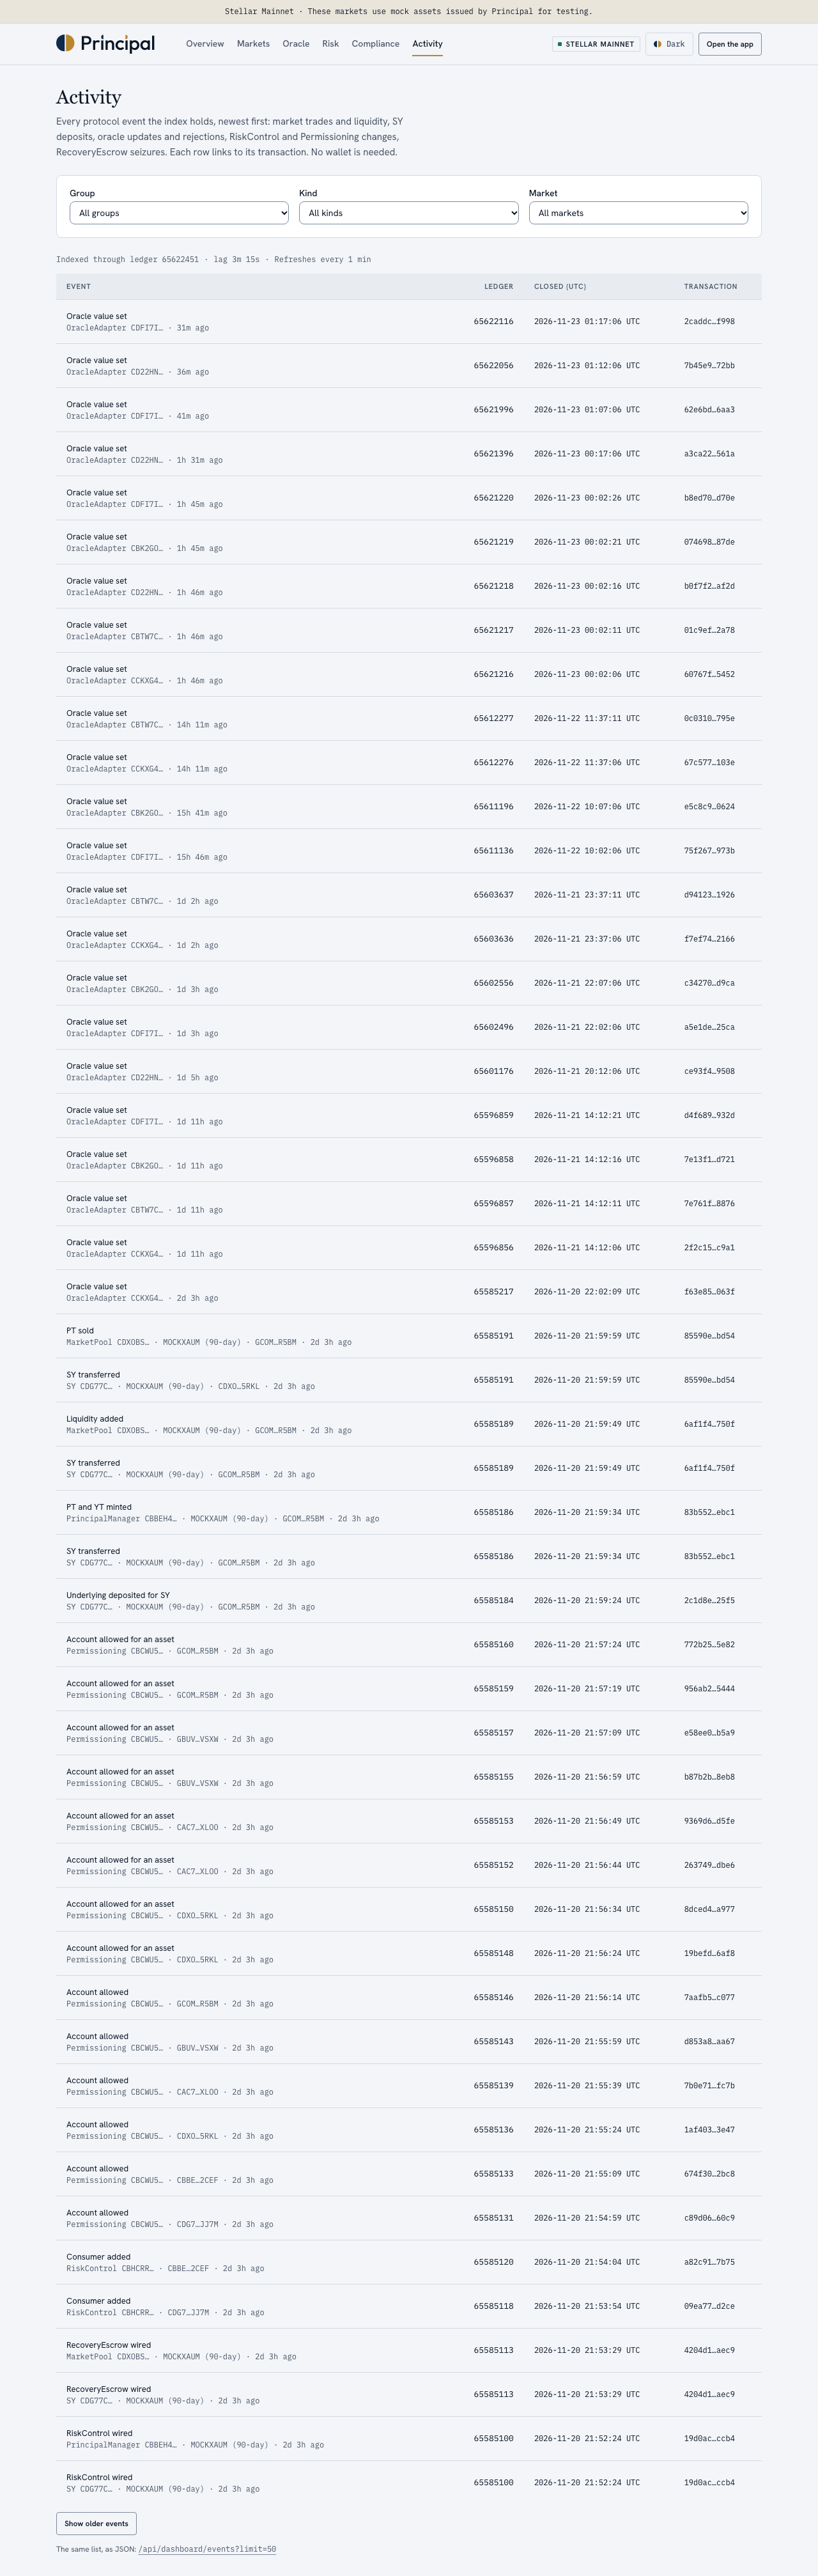 Stellar Mainnet · These markets use mock assets issued by Principal for testing.
Principal Overview Markets Oracle Risk Compliance Activity STELLAR MAINNET Dark Open the app
Activity
Every protocol event the index holds, newest first: market trades and liquidity, SY
deposits, oracle updates and rejections, RiskControl and Permissioning changes,
RecoveryEscrow seizures. Each row links to its transaction. No wallet is needed.
Group Kind Market
All groups All kinds All markets
Indexed through ledger 65622451 · lag 3m 15s · Refreshes every 1 min
EVENT LEDGER CLOSED (UTC) TRANSACTION
Oracle value set
OracleAdapter CDFI7I… · 31m ago 65622116 2026-11-23 01:17:06 UTC 2caddc…f998
Oracle value set
OracleAdapter CD22HN… · 36m ago 65622056 2026-11-23 01:12:06 UTC 7b45e9…72bb
Oracle value set
OracleAdapter CDFI7I… · 41m ago 65621996 2026-11-23 01:07:06 UTC 62e6bd…6aa3
Oracle value set
OracleAdapter CD22HN… · 1h 31m ago 65621396 2026-11-23 00:17:06 UTC a3ca22…561a
Oracle value set
OracleAdapter CDFI7I… · 1h 45m ago 65621220 2026-11-23 00:02:26 UTC b8ed70…d70e
Oracle value set
OracleAdapter CBK2GO… · 1h 45m ago 65621219 2026-11-23 00:02:21 UTC 074698…87de
Oracle value set
OracleAdapter CD22HN… · 1h 46m ago 65621218 2026-11-23 00:02:16 UTC b0f7f2…af2d
Oracle value set
OracleAdapter CBTW7C… · 1h 46m ago 65621217 2026-11-23 00:02:11 UTC 01c9ef…2a78
Oracle value set
OracleAdapter CCKXG4… · 1h 46m ago 65621216 2026-11-23 00:02:06 UTC 60767f…5452
Oracle value set
OracleAdapter CBTW7C… · 14h 11m ago 65612277 2026-11-22 11:37:11 UTC 0c0310…795e
Oracle value set
OracleAdapter CCKXG4… · 14h 11m ago 65612276 2026-11-22 11:37:06 UTC 67c577…103e
Oracle value set
OracleAdapter CBK2GO… · 15h 41m ago 65611196 2026-11-22 10:07:06 UTC e5c8c9…0624
Oracle value set
OracleAdapter CDFI7I… · 15h 46m ago 65611136 2026-11-22 10:02:06 UTC 75f267…973b
Oracle value set
OracleAdapter CBTW7C… · 1d 2h ago 65603637 2026-11-21 23:37:11 UTC d94123…1926
Oracle value set
OracleAdapter CCKXG4… · 1d 2h ago 65603636 2026-11-21 23:37:06 UTC f7ef74…2166
Oracle value set
OracleAdapter CBK2GO… · 1d 3h ago 65602556 2026-11-21 22:07:06 UTC c34270…d9ca
Oracle value set
OracleAdapter CDFI7I… · 1d 3h ago 65602496 2026-11-21 22:02:06 UTC a5e1de…25ca
Oracle value set
OracleAdapter CD22HN… · 1d 5h ago 65601176 2026-11-21 20:12:06 UTC ce93f4…9508
Oracle value set
OracleAdapter CDFI7I… · 1d 11h ago 65596859 2026-11-21 14:12:21 UTC d4f689…932d
Oracle value set
OracleAdapter CBK2GO… · 1d 11h ago 65596858 2026-11-21 14:12:16 UTC 7e13f1…d721
Oracle value set
OracleAdapter CBTW7C… · 1d 11h ago 65596857 2026-11-21 14:12:11 UTC 7e761f…8876
Oracle value set
OracleAdapter CCKXG4… · 1d 11h ago 65596856 2026-11-21 14:12:06 UTC 2f2c15…c9a1
Oracle value set
OracleAdapter CCKXG4… · 2d 3h ago 65585217 2026-11-20 22:02:09 UTC f63e85…063f
PT sold
MarketPool CDXOBS… · MOCKXAUM (90-day) · GCOM…R5BM · 2d 3h ago 65585191 2026-11-20 21:59:59 UTC 85590e…bd54
SY transferred
SY CDG77C… · MOCKXAUM (90-day) · CDXO…5RKL · 2d 3h ago 65585191 2026-11-20 21:59:59 UTC 85590e…bd54
Liquidity added
MarketPool CDXOBS… · MOCKXAUM (90-day) · GCOM…R5BM · 2d 3h ago 65585189 2026-11-20 21:59:49 UTC 6af1f4…750f
SY transferred
SY CDG77C… · MOCKXAUM (90-day) · GCOM…R5BM · 2d 3h ago 65585189 2026-11-20 21:59:49 UTC 6af1f4…750f
PT and YT minted
PrincipalManager CBBEH4… · MOCKXAUM (90-day) · GCOM…R5BM · 2d 3h ago 65585186 2026-11-20 21:59:34 UTC 83b552…ebc1
SY transferred
SY CDG77C… · MOCKXAUM (90-day) · GCOM…R5BM · 2d 3h ago 65585186 2026-11-20 21:59:34 UTC 83b552…ebc1
Underlying deposited for SY
SY CDG77C… · MOCKXAUM (90-day) · GCOM…R5BM · 2d 3h ago 65585184 2026-11-20 21:59:24 UTC 2c1d8e…25f5
Account allowed for an asset
Permissioning CBCWU5… · GCOM…R5BM · 2d 3h ago 65585160 2026-11-20 21:57:24 UTC 772b25…5e82
Account allowed for an asset
Permissioning CBCWU5… · GCOM…R5BM · 2d 3h ago 65585159 2026-11-20 21:57:19 UTC 956ab2…5444
Account allowed for an asset
Permissioning CBCWU5… · GBUV…VSXW · 2d 3h ago 65585157 2026-11-20 21:57:09 UTC e58ee0…b5a9
Account allowed for an asset
Permissioning CBCWU5… · GBUV…VSXW · 2d 3h ago 65585155 2026-11-20 21:56:59 UTC b87b2b…8eb8
Account allowed for an asset
Permissioning CBCWU5… · CAC7…XLOO · 2d 3h ago 65585153 2026-11-20 21:56:49 UTC 9369d6…d5fe
Account allowed for an asset
Permissioning CBCWU5… · CAC7…XLOO · 2d 3h ago 65585152 2026-11-20 21:56:44 UTC 263749…dbe6
Account allowed for an asset
Permissioning CBCWU5… · CDXO…5RKL · 2d 3h ago 65585150 2026-11-20 21:56:34 UTC 8dced4…a977
Account allowed for an asset
Permissioning CBCWU5… · CDXO…5RKL · 2d 3h ago 65585148 2026-11-20 21:56:24 UTC 19befd…6af8
Account allowed
Permissioning CBCWU5… · GCOM…R5BM · 2d 3h ago 65585146 2026-11-20 21:56:14 UTC 7aafb5…c077
Account allowed
Permissioning CBCWU5… · GBUV…VSXW · 2d 3h ago 65585143 2026-11-20 21:55:59 UTC d853a8…aa67
Account allowed
Permissioning CBCWU5… · CAC7…XLOO · 2d 3h ago 65585139 2026-11-20 21:55:39 UTC 7b0e71…fc7b
Account allowed
Permissioning CBCWU5… · CDXO…5RKL · 2d 3h ago 65585136 2026-11-20 21:55:24 UTC 1af403…3e47
Account allowed
Permissioning CBCWU5… · CBBE…2CEF · 2d 3h ago 65585133 2026-11-20 21:55:09 UTC 674f30…2bc8
Account allowed
Permissioning CBCWU5… · CDG7…JJ7M · 2d 3h ago 65585131 2026-11-20 21:54:59 UTC c89d06…60c9
Consumer added
RiskControl CBHCRR… · CBBE…2CEF · 2d 3h ago 65585120 2026-11-20 21:54:04 UTC a82c91…7b75
Consumer added
RiskControl CBHCRR… · CDG7…JJ7M · 2d 3h ago 65585118 2026-11-20 21:53:54 UTC 09ea77…d2ce
RecoveryEscrow wired
MarketPool CDXOBS… · MOCKXAUM (90-day) · 2d 3h ago 65585113 2026-11-20 21:53:29 UTC 4204d1…aec9
RecoveryEscrow wired
SY CDG77C… · MOCKXAUM (90-day) · 2d 3h ago 65585113 2026-11-20 21:53:29 UTC 4204d1…aec9
RiskControl wired
PrincipalManager CBBEH4… · MOCKXAUM (90-day) · 2d 3h ago 65585100 2026-11-20 21:52:24 UTC 19d0ac…ccb4
RiskControl wired
SY CDG77C… · MOCKXAUM (90-day) · 2d 3h ago 65585100 2026-11-20 21:52:24 UTC 19d0ac…ccb4
Show older events
The same list, as JSON: /api/dashboard/events?limit=50